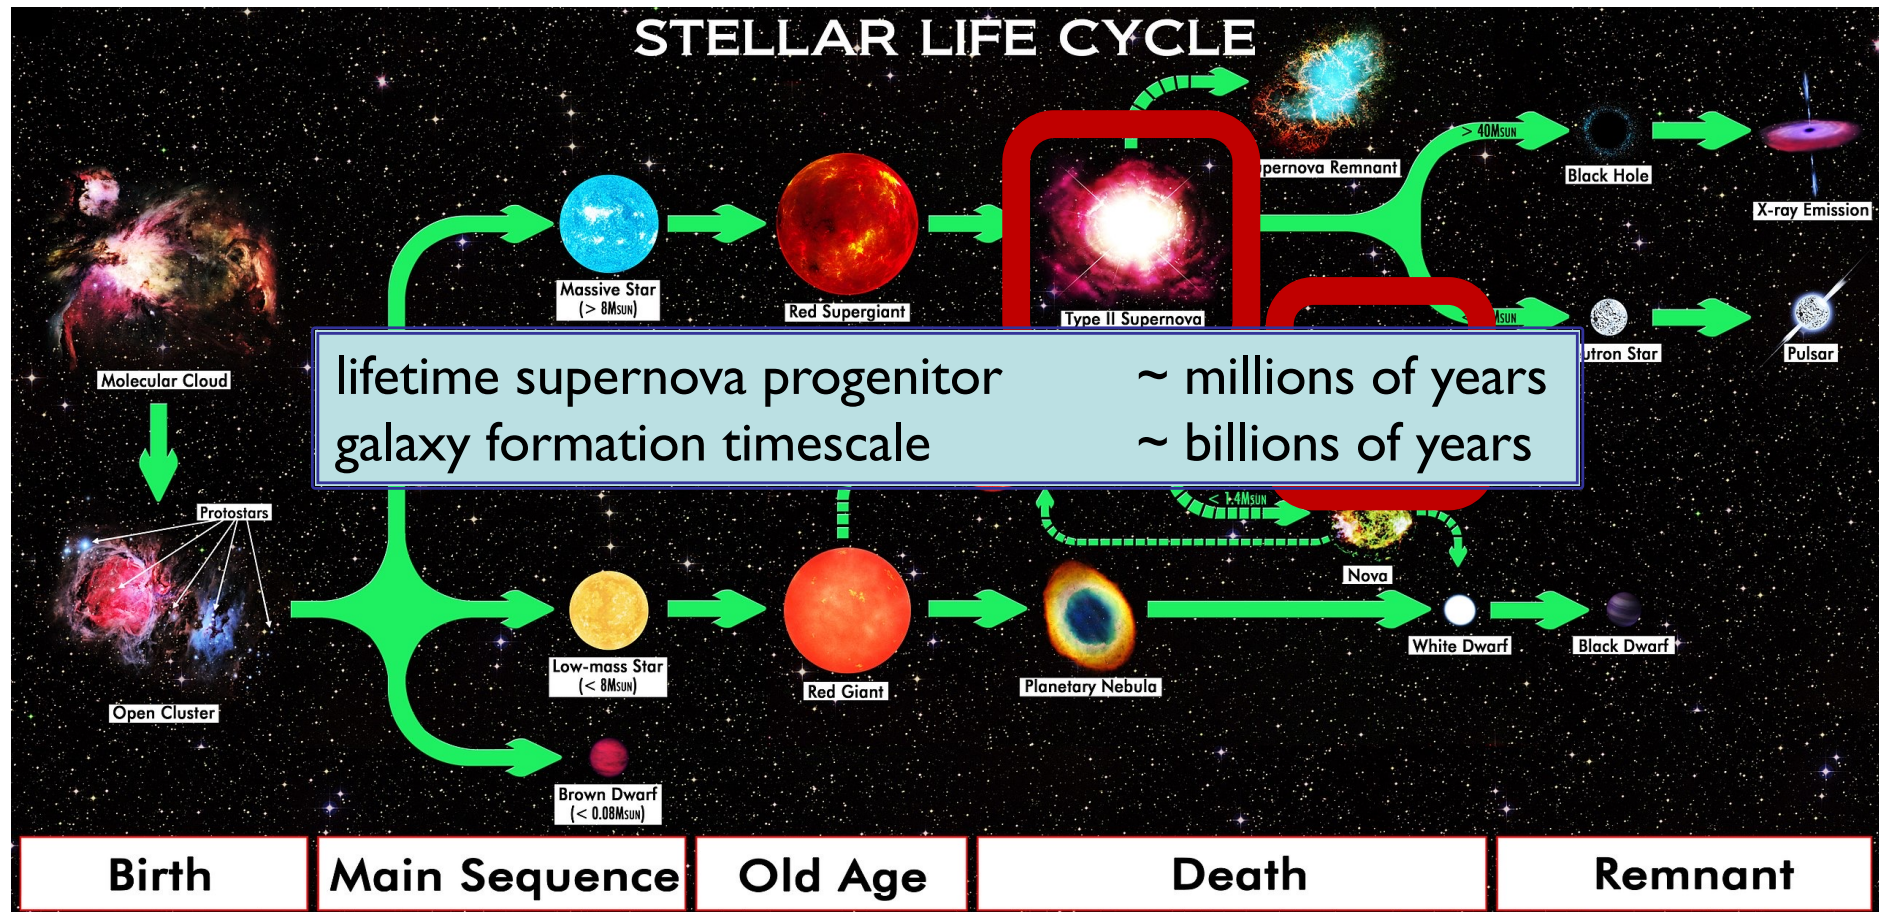 STELLAR LIFE CYCLE
> 40MSUN
Supernova Remnant
Black Hole
X-ray Emission
Massive Star
(> 8MSUN)
Red Supergiant
Type II Supernova
Pulsar
Molecular Cloud
lifetime supernova progenitor ~ millions of years
galaxy formation timescale ~ billions of years
< 1.4MSUN
Protostars
Nova
Low-mass Star
(< 8MSUN)
Red Giant
Planetary Nebula
White Dwarf
Black Dwarf
Open Cluster
Brown Dwarf
(< 0.08MSUN)
Birth
Main Sequence
Old Age
Death
Remnant